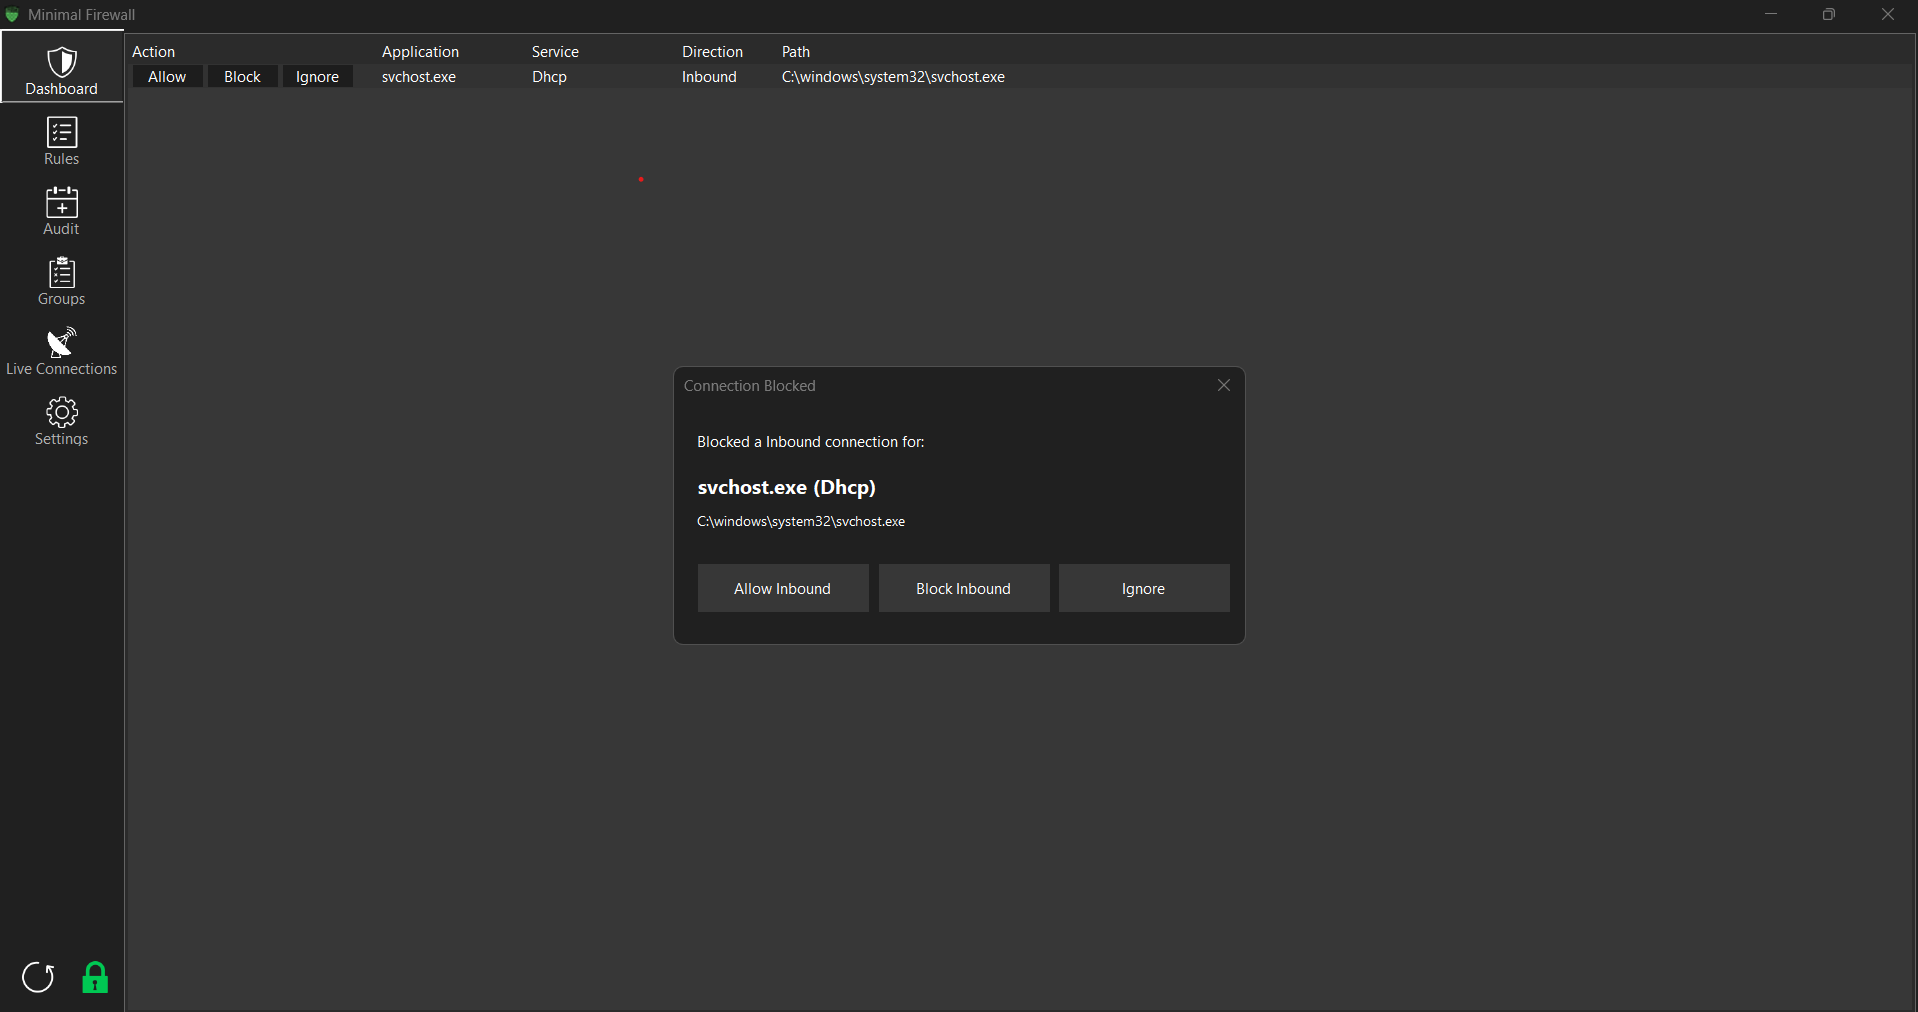 Minimal Firewall
Dashboard
Rules
Audit
Groups
Live Connections
Settings
Action Application Service Direction Path
Allow Block Ignore svchost.exe Dhcp Inbound C:\windows\system32\svchost.exe
Connection Blocked
Blocked a Inbound connection for:
svchost.exe (Dhcp)
C:\windows\system32\svchost.exe
Allow Inbound Block Inbound Ignore